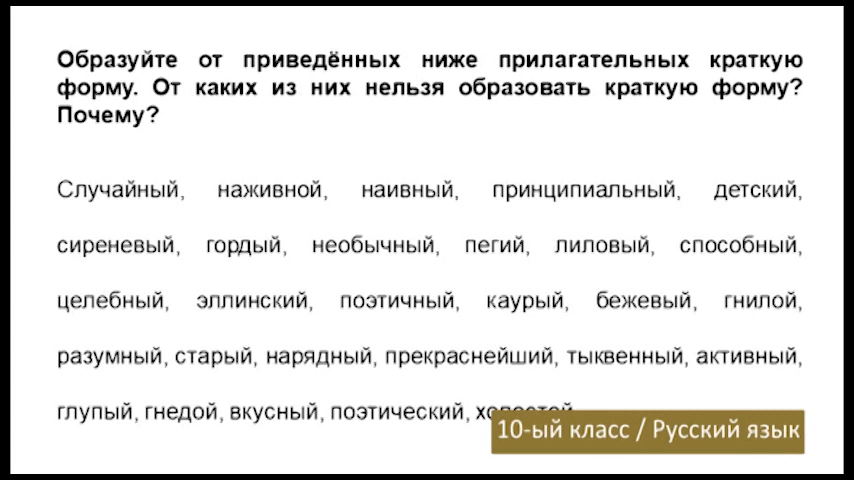 Образуйте от приведённых ниже прилагательных краткую
форму. От каких из них нельзя образовать краткую форму?
Почему?
Случайный, наживной, наивный, принципиальный, детский,
сиреневый, гордый, необычный, пегий, лиловый, способный,
целебный, эллинский, поэтичный, каурый, бежевый, гнилой,
разумный, старый, нарядный, прекраснейший, тыквенный, активный,
глупый, гнедой, вкусный, поэтический,
10-ый класс / Русский язык